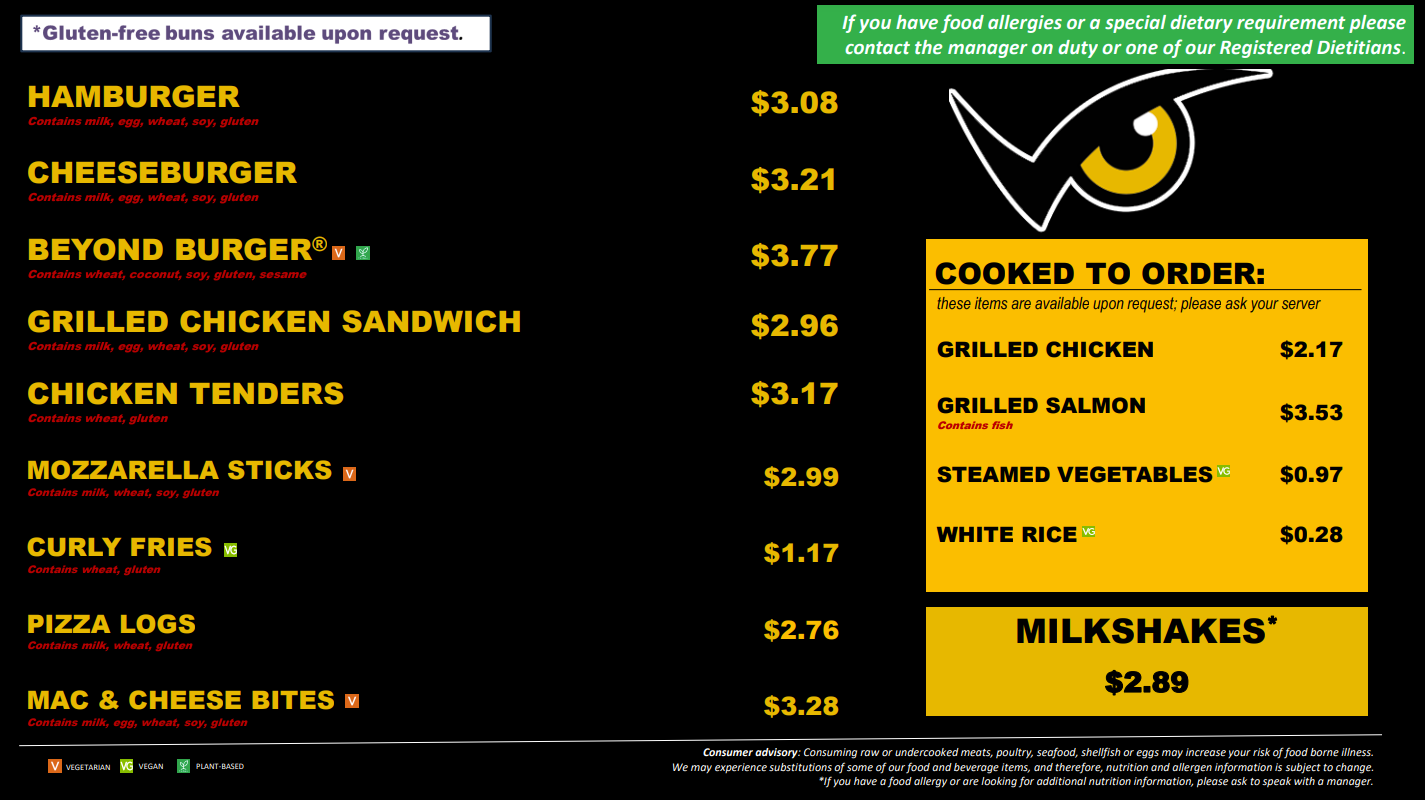 *Gluten-free buns available upon request.
If you have food allergies or a special dietary requirement please
contact the manager on duty or one of our Registered Dietitians.
HAMBURGER $3.08
Contains milk, egg, wheat, soy, gluten
CHEESEBURGER $3.21
Contains milk, egg, wheat, soy, gluten
BEYOND BURGER® V $3.77
Contains wheat, coconut, soy, gluten, sesame
GRILLED CHICKEN SANDWICH $2.96
Contains milk, egg, wheat, soy, gluten
CHICKEN TENDERS $3.17
Contains wheat, gluten
MOZZARELLA STICKS V $2.99
Contains milk, wheat, soy, gluten
CURLY FRIES VG $1.17
Contains wheat, gluten
PIZZA LOGS $2.76
Contains milk, wheat, gluten
MAC & CHEESE BITES V $3.28
Contains milk, egg, wheat, soy, gluten
COOKED TO ORDER:
these items are available upon request; please ask your server
GRILLED CHICKEN $2.17
GRILLED SALMON $3.53
Contains fish
STEAMED VEGETABLES VG $0.97
WHITE RICE VG $0.28
MILKSHAKES*
$2.89
V VEGETARIAN VG VEGAN PLANT-BASED
Consumer advisory: Consuming raw or undercooked meats, poultry, seafood, shellfish or eggs may increase your risk of food borne illness.
We may experience substitutions of some of our food and beverage items, and therefore, nutrition and allergen information is subject to change.
*If you have a food allergy or are looking for additional nutrition information, please ask to speak with a manager.